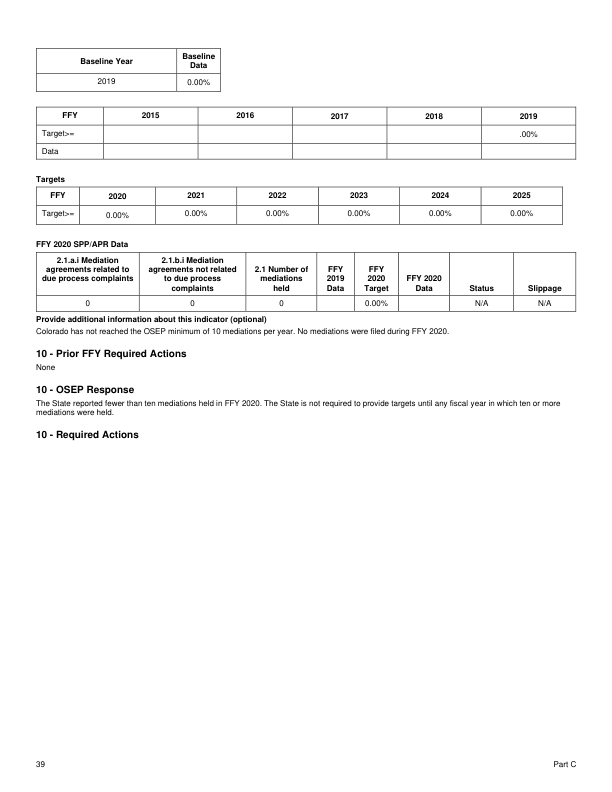 Baseline Year Baseline Data
2019 0.00%
FFY 2015 2016 2017 2018 2019
Target>= .00%
Data
Targets
FFY 2020 2021 2022 2023 2024 2025
Target>= 0.00% 0.00% 0.00% 0.00% 0.00% 0.00%
FFY 2020 SPP/APR Data
2.1.a.i Mediation agreements related to due process complaints 2.1.b.i Mediation agreements not related to due process complaints 2.1 Number of mediations held FFY 2019 Data FFY 2020 Target FFY 2020 Data Status Slippage
0 0 0 0.00% N/A N/A
Provide additional information about this indicator (optional)
Colorado has not reached the OSEP minimum of 10 mediations per year. No mediations were filed during FFY 2020.
10 - Prior FFY Required Actions
None
10 - OSEP Response
The State reported fewer than ten mediations held in FFY 2020. The State is not required to provide targets until any fiscal year in which ten or more
mediations were held.
10 - Required Actions
39 Part C